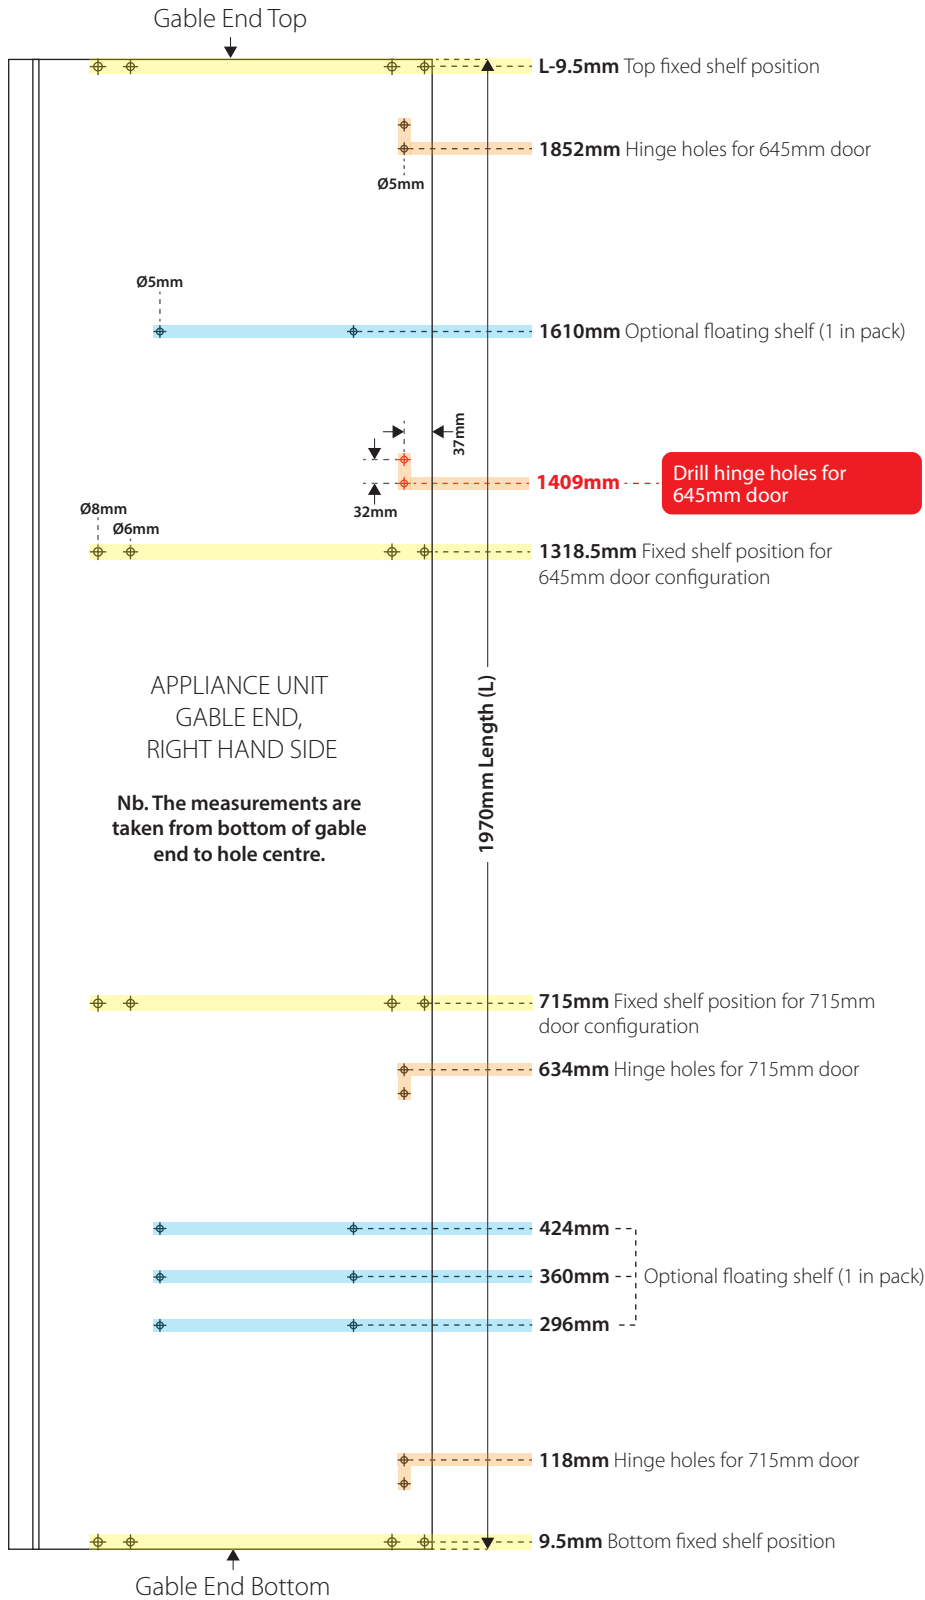 Gable End Top
L-9.5mm Top fixed shelf position
1852mm Hinge holes for 645mm door
Ø5mm
Ø5mm
1610mm Optional floating shelf (1 in pack)
37mm
1409mm
Drill hinge holes for
645mm door
32mm
Ø8mm
Ø6mm
1318.5mm Fixed shelf position for
645mm door configuration
APPLIANCE UNIT
GABLE END,
RIGHT HAND SIDE
Nb. The measurements are
taken from bottom of gable
end to hole centre.
1970mm Length (L)
715mm Fixed shelf position for 715mm
door configuration
634mm Hinge holes for 715mm door
424mm
360mm
Optional floating shelf (1 in pack)
296mm
118mm Hinge holes for 715mm door
9.5mm Bottom fixed shelf position
Gable End Bottom